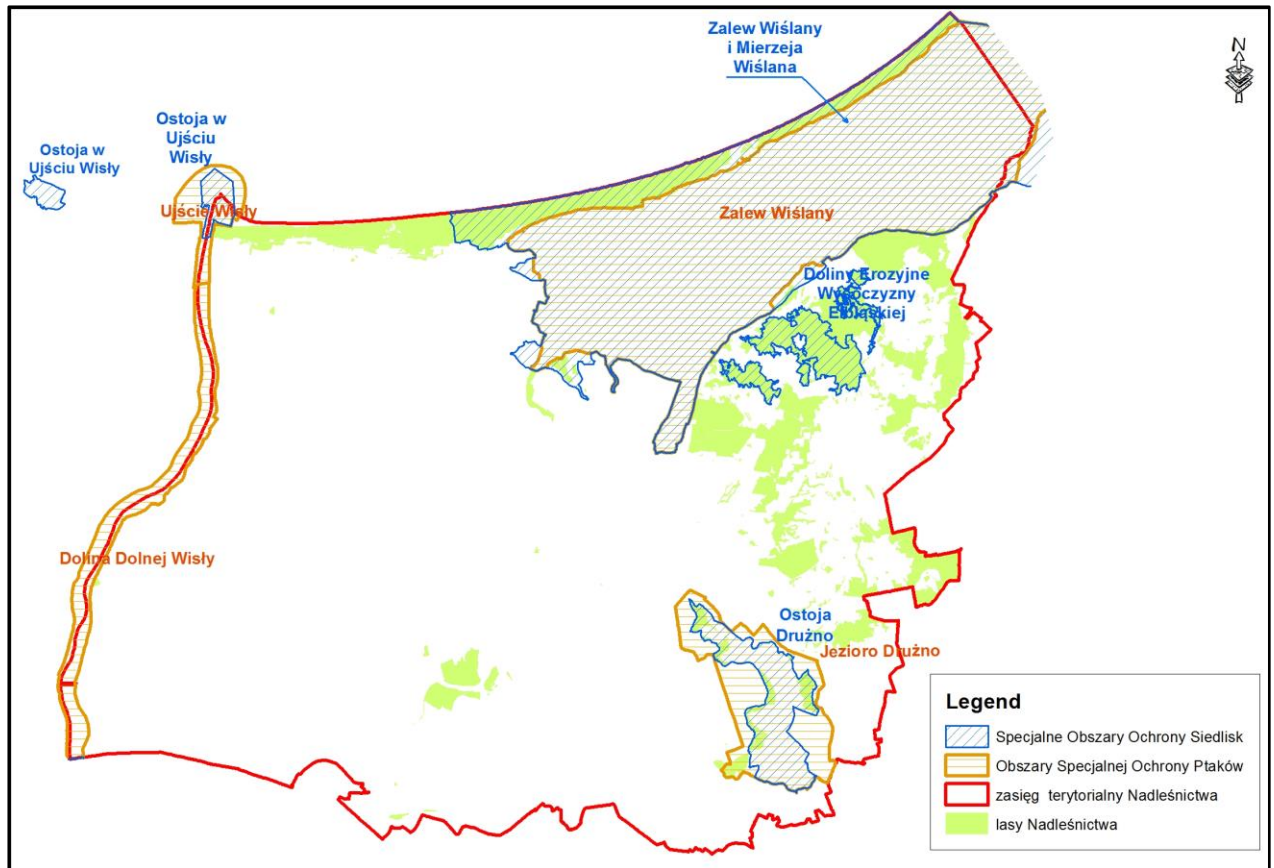 Zalew Wiślany
i Mierzeja
Wiślana
N
Ostoja w
Ujściu
Wisły
Ostoja w
Ujściu Wisły
Ujście Wisły
Zalew Wiślany
Doliny Erozyjne
Wysoczyzny
Elbląskiej
Dolina Dolnej Wisły
Ostoja
Drużno
Jezioro Drużno
Legend
Specjalne Obszary Ochrony Siedlisk
Obszary Specjalnej Ochrony Ptaków
zasięg terytorialny Nadleśnictwa
lasy Nadleśnictwa